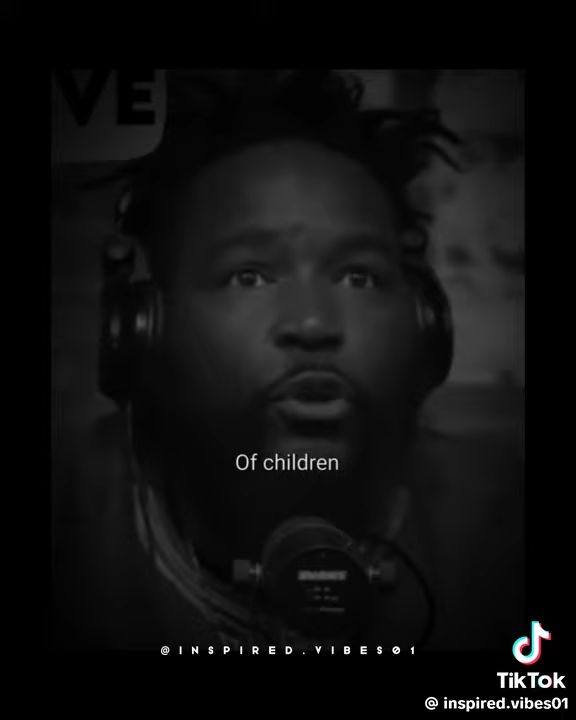 VE
Of children
@INSPIRED.VIBES01
TikTok
@ inspired.vibes01